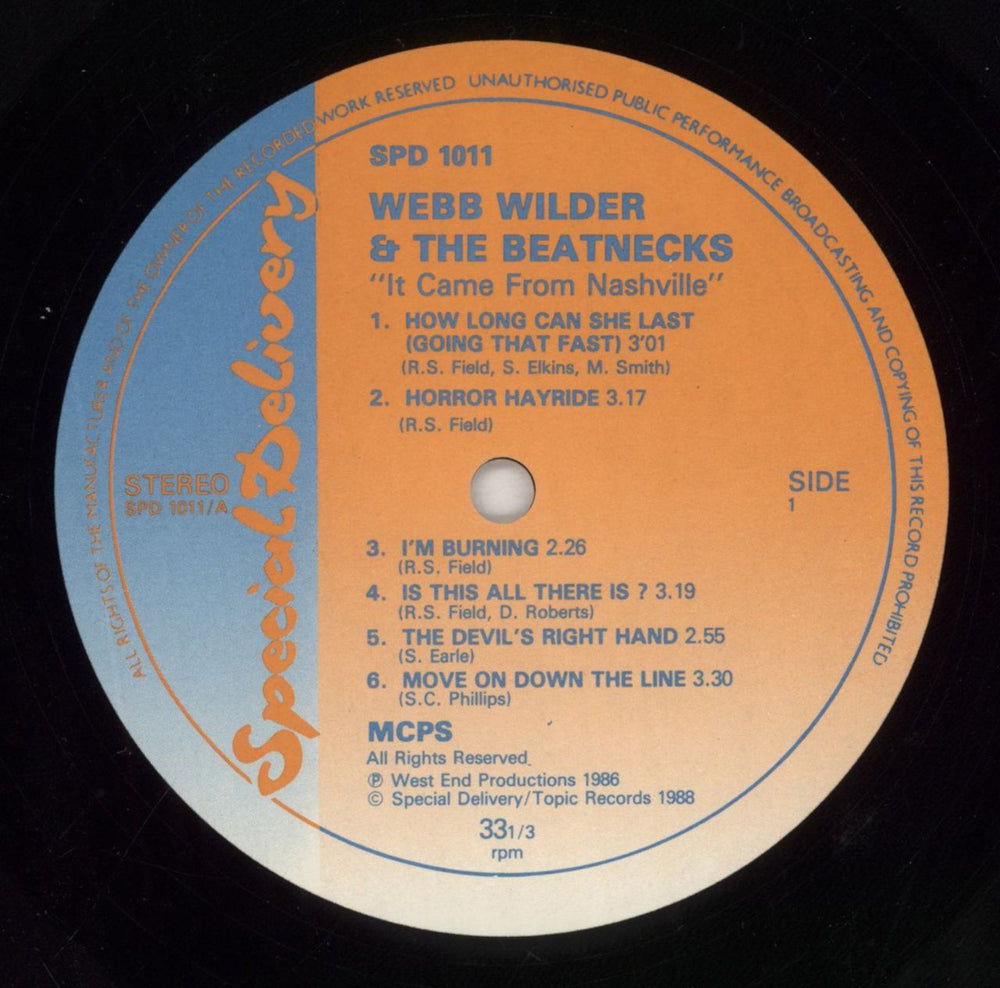 ALL RIGHTS OF THE MANUFACTURER AND OF THE OWNER OF THE RECORDED WORK RESERVED UNAUTHORISED PUBLIC PERFORMANCE BROADCASTING AND COPYING OF THIS RECORD PROHIBITED
Special Delivery
STEREO
SPD 1011/A
SPD 1011
WEBB WILDER
& THE BEATNECKS
"It Came From Nashville"
1. HOW LONG CAN SHE LAST
(GOING THAT FAST) 3'01
(R.S. Field, S. Elkins, M. Smith)
2. HORROR HAYRIDE 3.17
(R.S. Field)
SIDE
1
3. I'M BURNING 2.26
(R.S. Field)
4. IS THIS ALL THERE IS ? 3.19
(R.S. Field, D. Roberts)
5. THE DEVIL'S RIGHT HAND 2.55
(S. Earle)
6. MOVE ON DOWN THE LINE 3.30
(S.C. Phillips)
MCPS
All Rights Reserved.
℗ West End Productions 1986
© Special Delivery/Topic Records 1988
33 1/3
rpm